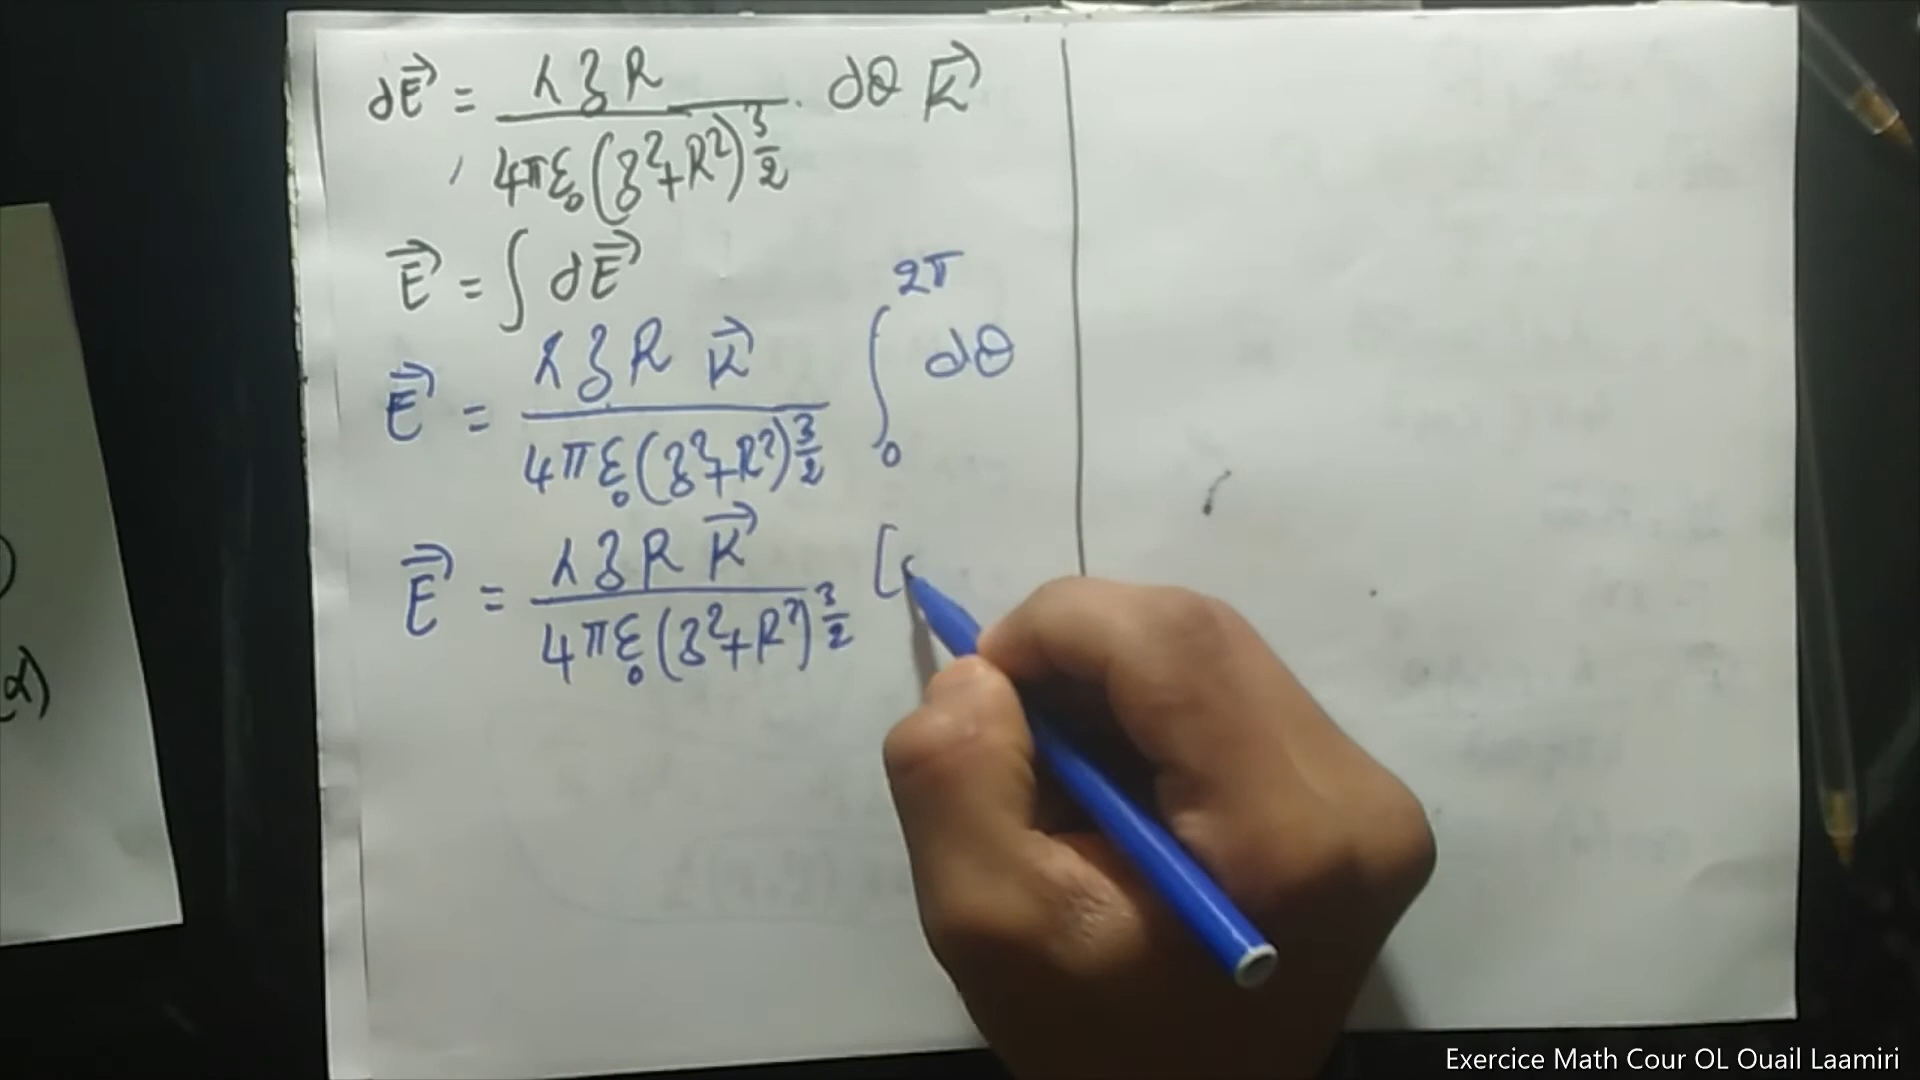 dE⃗ = λ z R / 4πε₀(z²+R²)^(3/2) . dθ K⃗
E⃗ = ∫ dE⃗
E⃗ = λ z R K⃗ / 4πε₀(z²+R²)^(3/2) ∫₀^2π dθ
E⃗ = λ z R K⃗ / 4πε₀(z²+R²)^(3/2) [
α)
Exercice Math Cour OL Ouail Laamiri